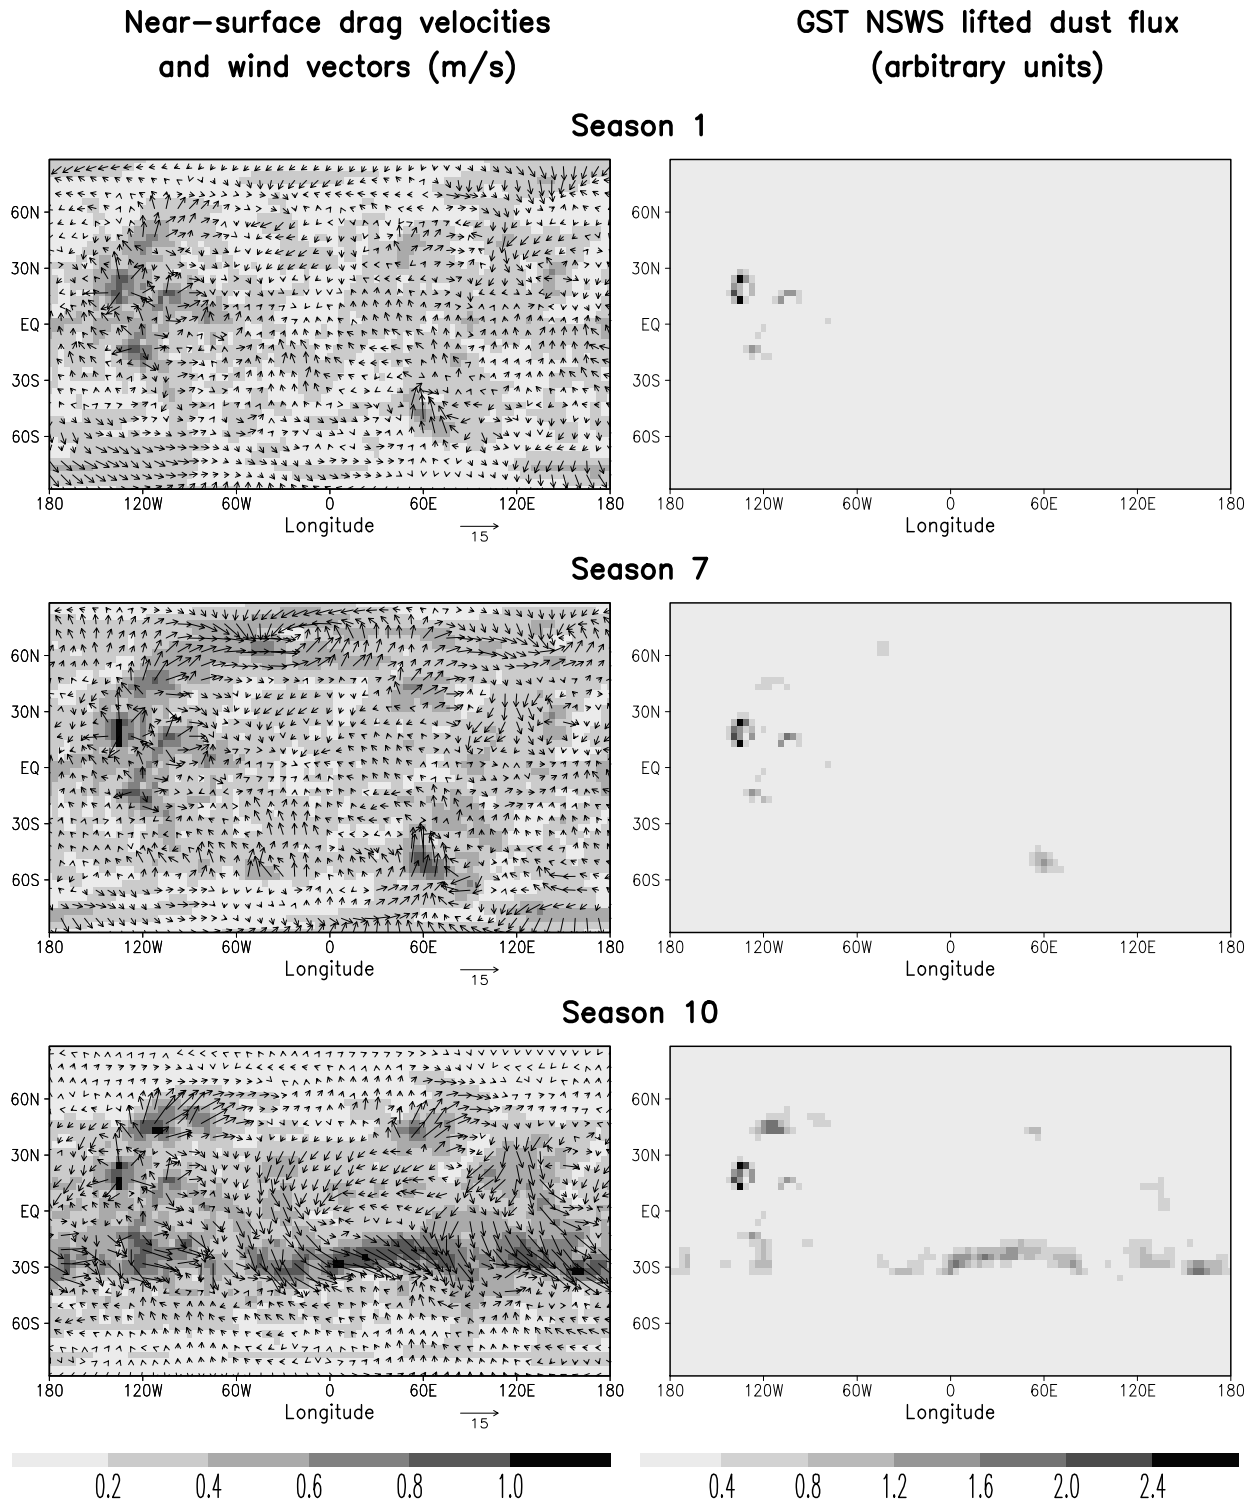 Near-surface drag velocities
and wind vectors (m/s)
GST NSWS lifted dust flux
(arbitrary units)
Season 1
60N
30N
EQ
30S
60S
180 120W 60W 0 60E 120E 180
Longitude
15
60N
30N
EQ
30S
60S
180 120W 60W 0 60E 120E 180
Longitude
Season 7
60N
30N
EQ
30S
60S
180 120W 60W 0 60E 120E 180
Longitude
15
60N
30N
EQ
30S
60S
180 120W 60W 0 60E 120E 180
Longitude
Season 10
60N
30N
EQ
30S
60S
180 120W 60W 0 60E 120E 180
Longitude
15
60N
30N
EQ
30S
60S
180 120W 60W 0 60E 120E 180
Longitude
0.2 0.4 0.6 0.8 1.0
0.4 0.8 1.2 1.6 2.0 2.4